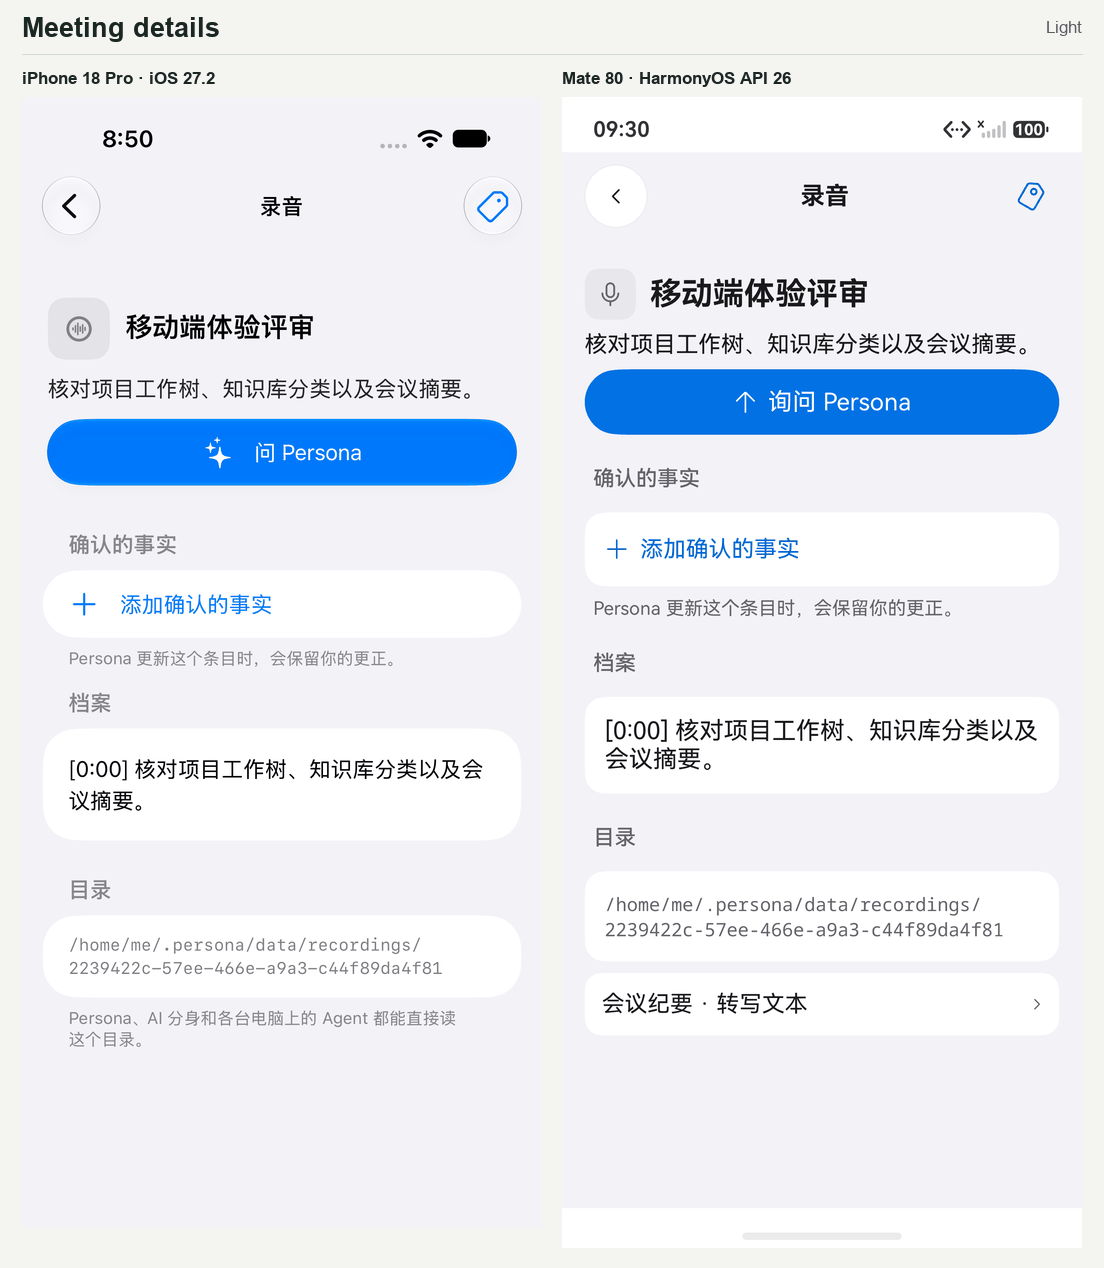 Meeting details
Light
iPhone 18 Pro · iOS 27.2
8:50
录音
移动端体验评审
核对项目工作树、知识库分类以及会议摘要。
问 Persona
确认的事实
添加确认的事实
Persona 更新这个条目时，会保留你的更正。
档案
[0:00] 核对项目工作树、知识库分类以及会
议摘要。
目录
/home/me/.persona/data/recordings/
2239422c-57ee-466e-a9a3-c44f89da4f81
Persona、AI 分身和各台电脑上的 Agent 都能直接读
这个目录。
Mate 80 · HarmonyOS API 26
09:30
100
录音
移动端体验评审
核对项目工作树、知识库分类以及会议摘要。
询问 Persona
确认的事实
添加确认的事实
Persona 更新这个条目时，会保留你的更正。
档案
[0:00] 核对项目工作树、知识库分类以及
会议摘要。
目录
/home/me/.persona/data/recordings/
2239422c-57ee-466e-a9a3-c44f89da4f81
会议纪要 · 转写文本